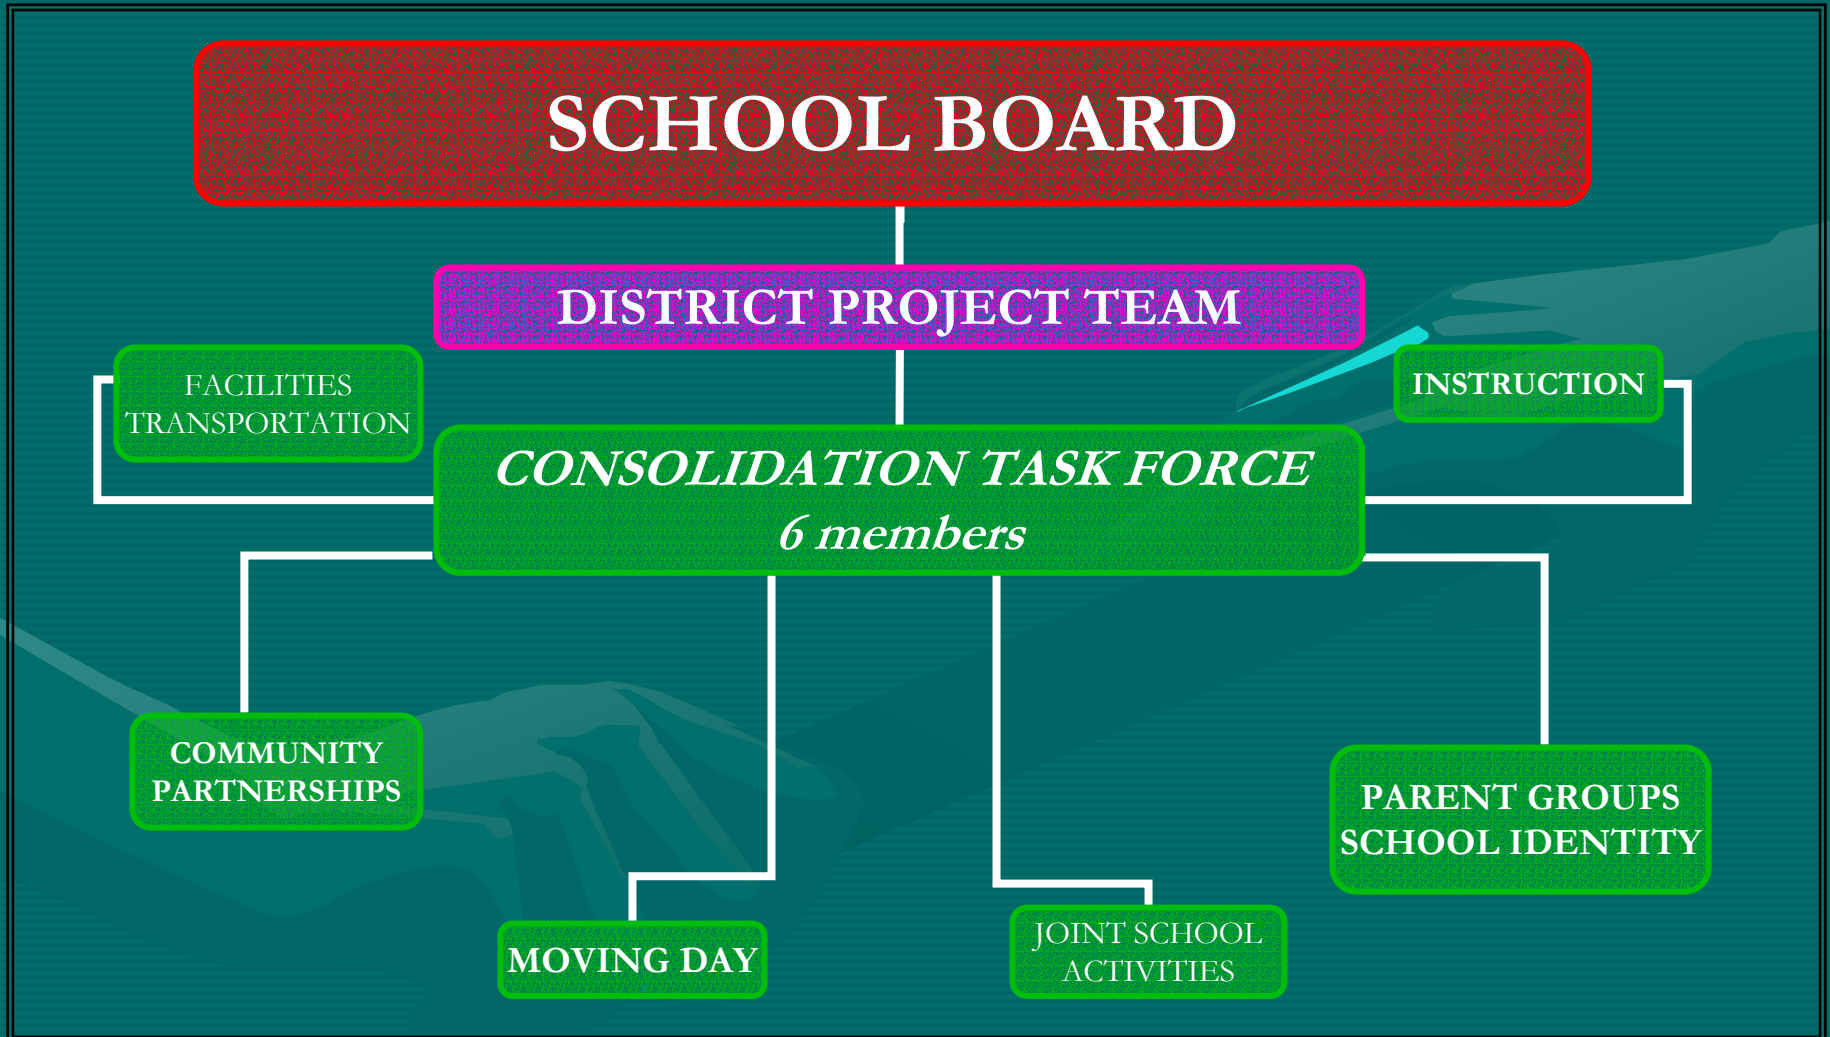 SCHOOL BOARD
DISTRICT PROJECT TEAM
FACILITIES
TRANSPORTATION
INSTRUCTION
CONSOLIDATION TASK FORCE
6 members
COMMUNITY
PARTNERSHIPS
PARENT GROUPS
SCHOOL IDENTITY
MOVING DAY
JOINT SCHOOL
ACTIVITIES